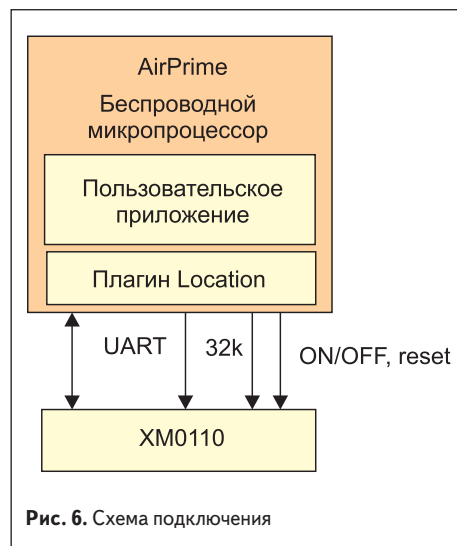 AirPrime
Беспроводной
микропроцессор
Пользовательское
приложение
Плагин Location
UART
32k
ON/OFF, reset
XM0110
Рис. 6. Схема подключения